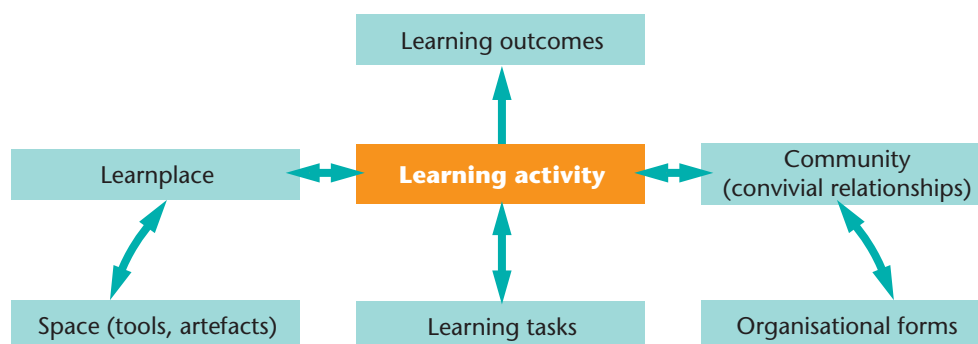 Learning outcomes
Learnplace
Learning activity
Community
(convivial relationships)
Space (tools, artefacts)
Learning tasks
Organisational forms